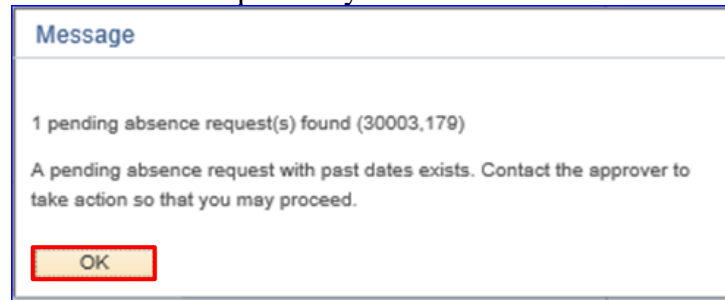 Message
1 pending absence request(s) found (30003,179)
A pending absence request with past dates exists. Contact the approver to
take action so that you may proceed.
OK